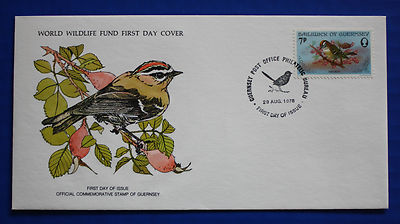 WORLD WILDLIFE FUND FIRST DAY COVER
7p
BAILIWICK OF GUERNSEY
GUERNSEY POST OFFICE PHILATELIC BUREAU
29 AUG. 1978
FIRST DAY OF ISSUE
FIRST DAY OF ISSUE
OFFICIAL COMMEMORATIVE STAMP OF GUERNSEY